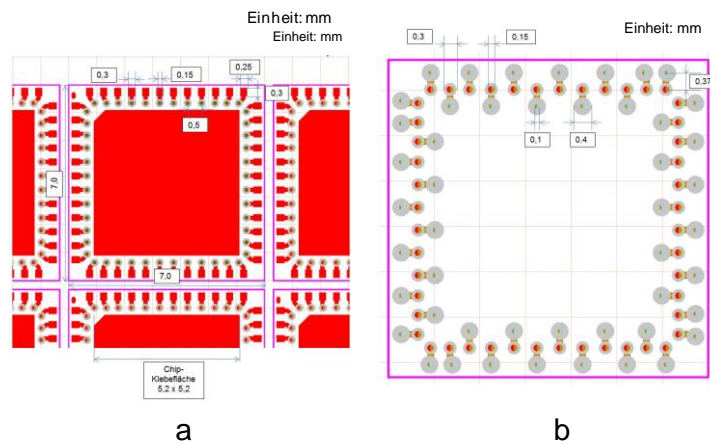 Einheit: mm
Einheit: mm
0,3
0,15
0,25
0,3
0,5
7,0
7,0
Chip-
Klebefläche
5,2 x 5,2
a
Einheit: mm
0,3
0,15
0,37
0,1
0,4
b